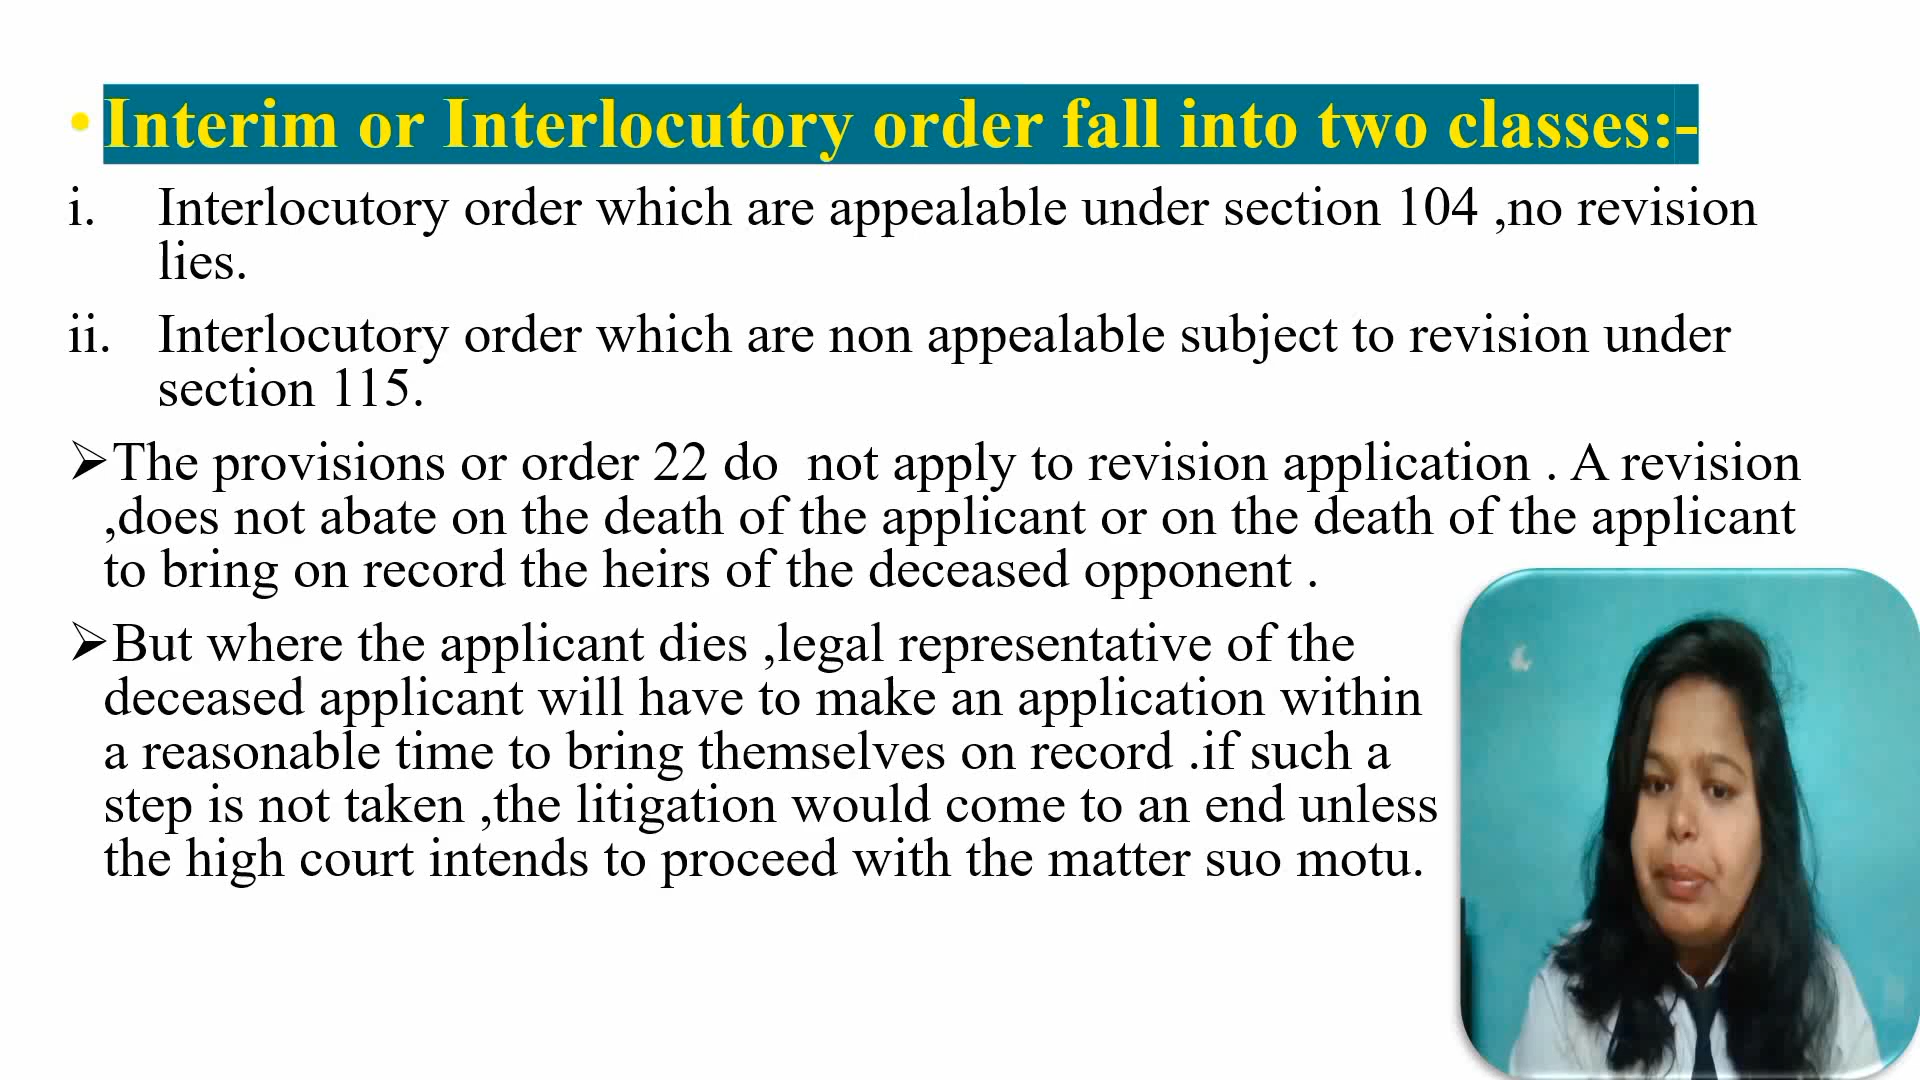 • Interim or Interlocutory order fall into two classes:-
i. Interlocutory order which are appealable under section 104 ,no revision
lies.
ii. Interlocutory order which are non appealable subject to revision under
section 115.
➢The provisions or order 22 do  not apply to revision application . A revision
,does not abate on the death of the applicant or on the death of the applicant
to bring on record the heirs of the deceased opponent .
➢But where the applicant dies ,legal representative of the
deceased applicant will have to make an application within
a reasonable time to bring themselves on record .if such a
step is not taken ,the litigation would come to an end unless
the high court intends to proceed with the matter suo motu.